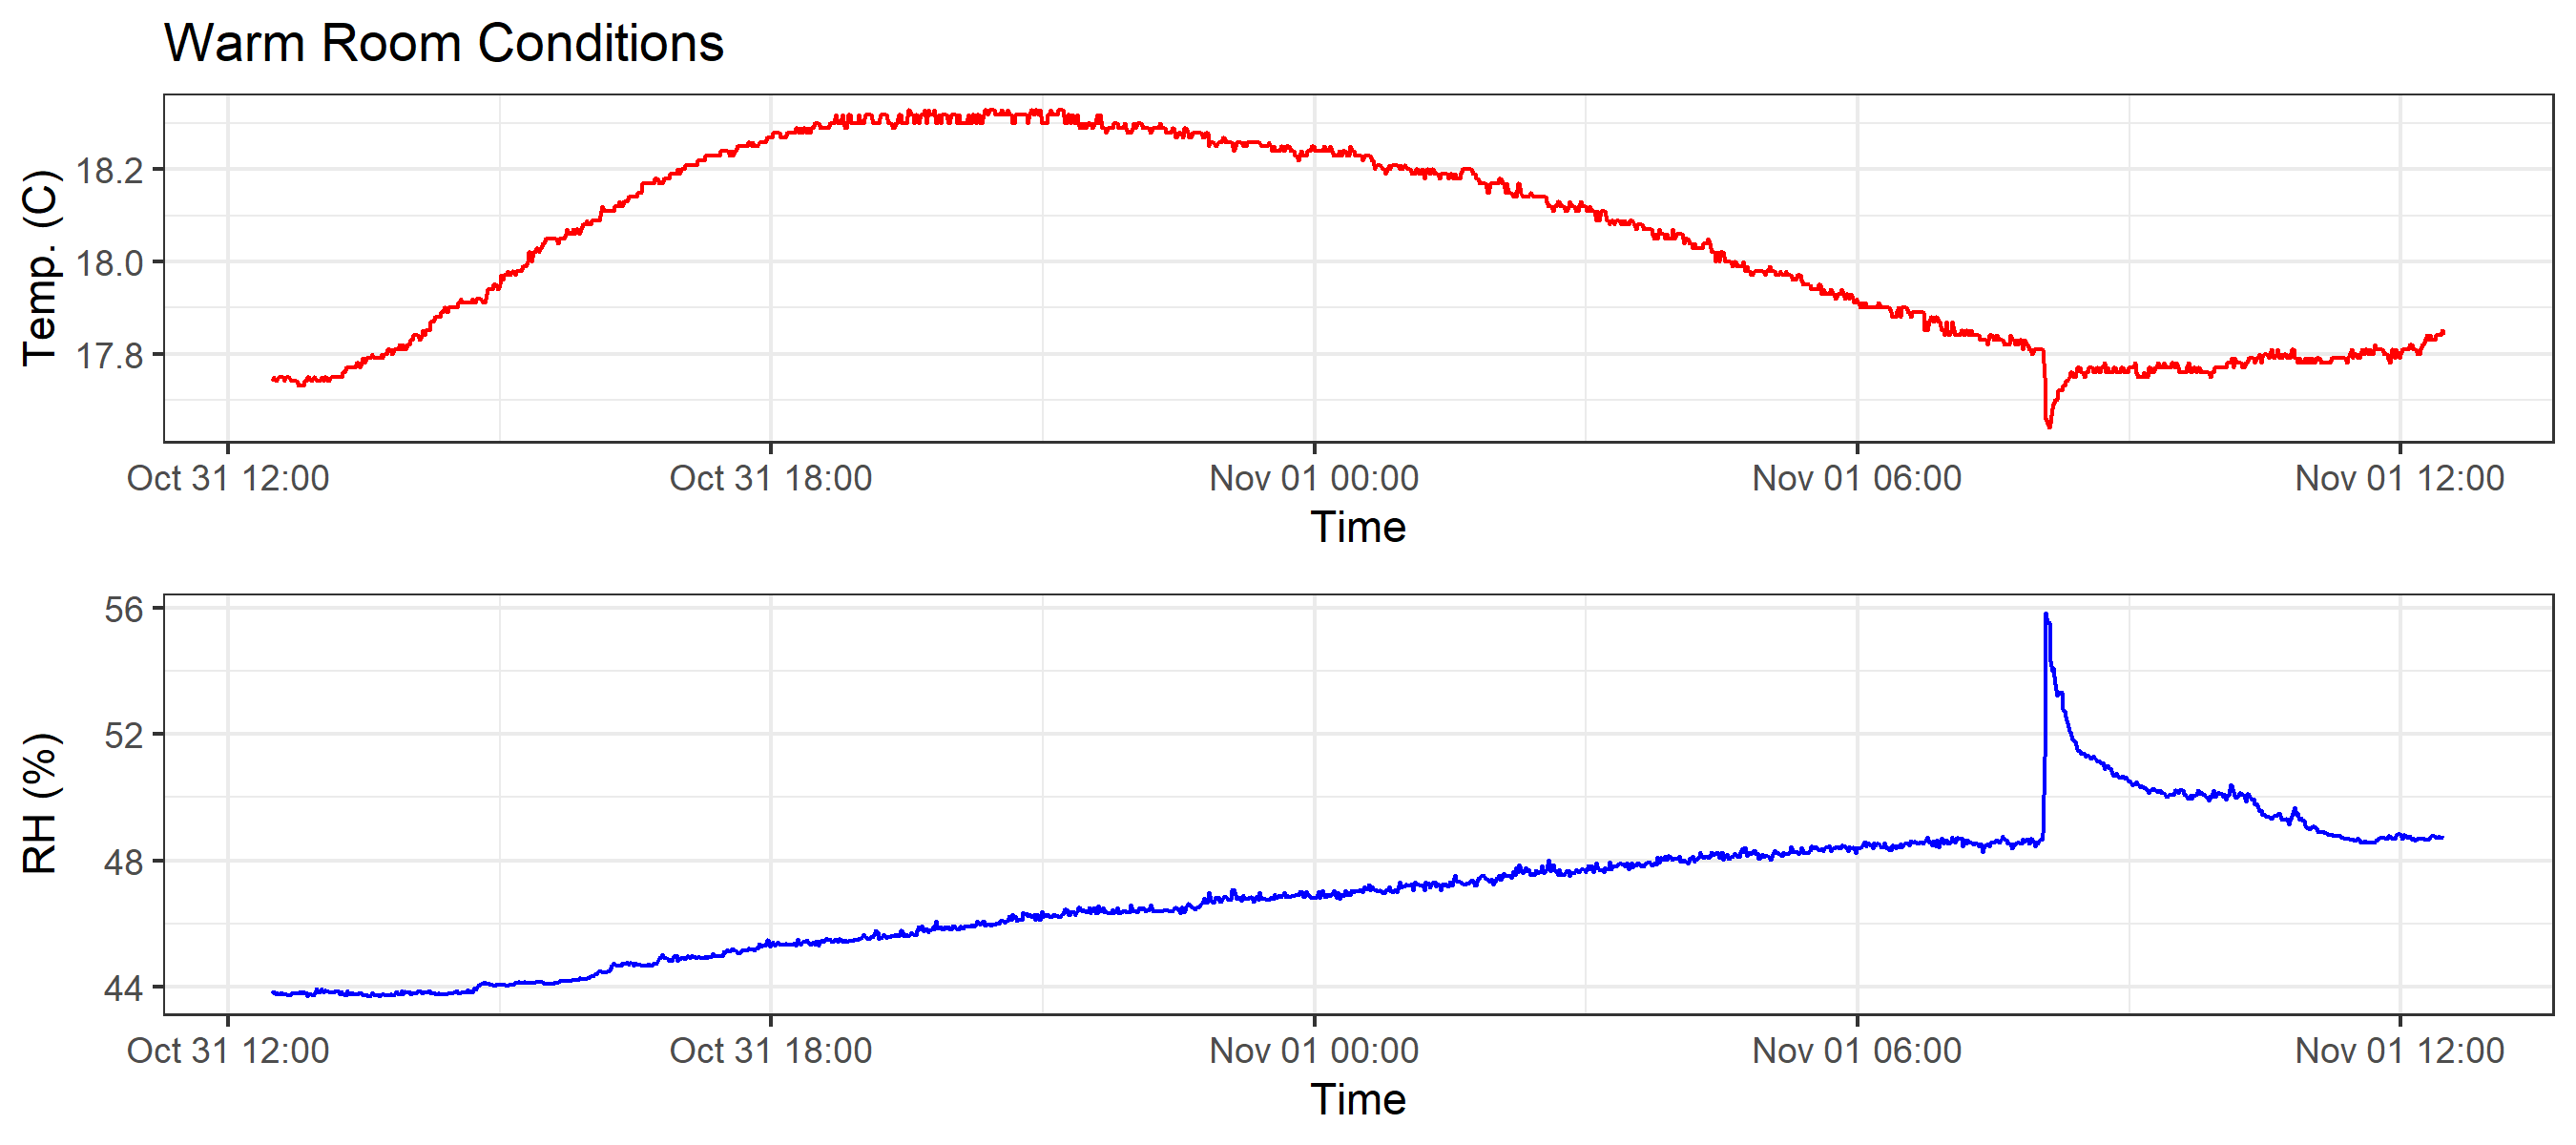 Warm Room Conditions
Temp. (C)
18.2
18.0
17.8
Oct 31 12:00 Oct 31 18:00 Nov 01 00:00 Nov 01 06:00 Nov 01 12:00
Time
RH (%)
56
52
48
44
Oct 31 12:00 Oct 31 18:00 Nov 01 00:00 Nov 01 06:00 Nov 01 12:00
Time